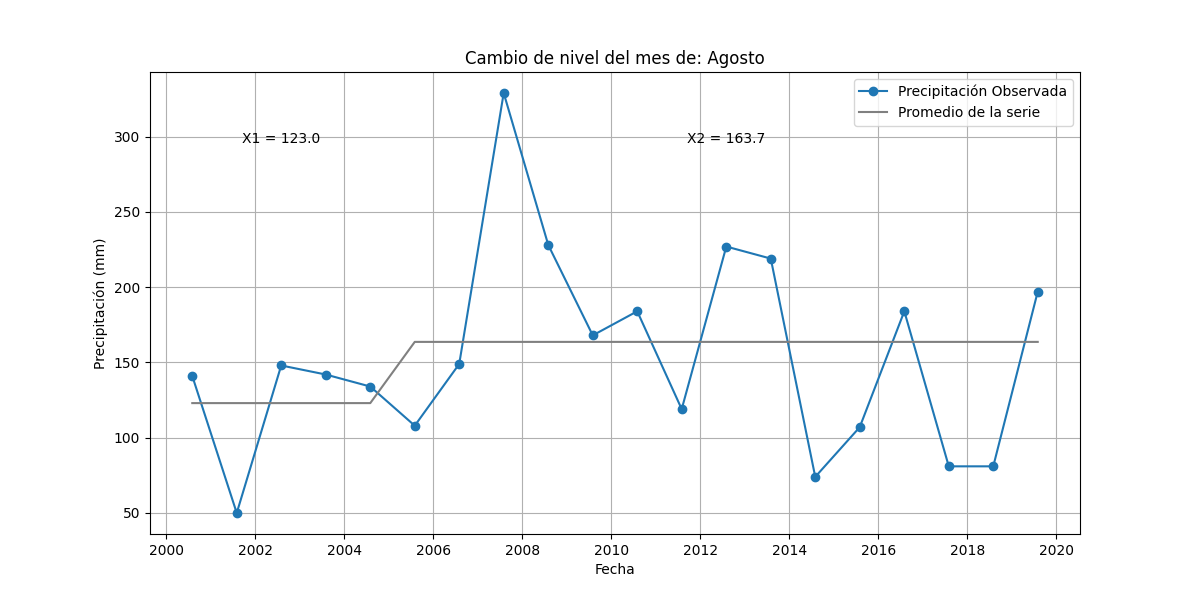 Cambio de nivel del mes de: Agosto
Precipitación Observada
Promedio de la serie
X1 = 123.0
X2 = 163.7
Precipitación (mm)
300
250
200
150
100
50
2000 2002 2004 2006 2008 2010 2012 2014 2016 2018 2020
Fecha